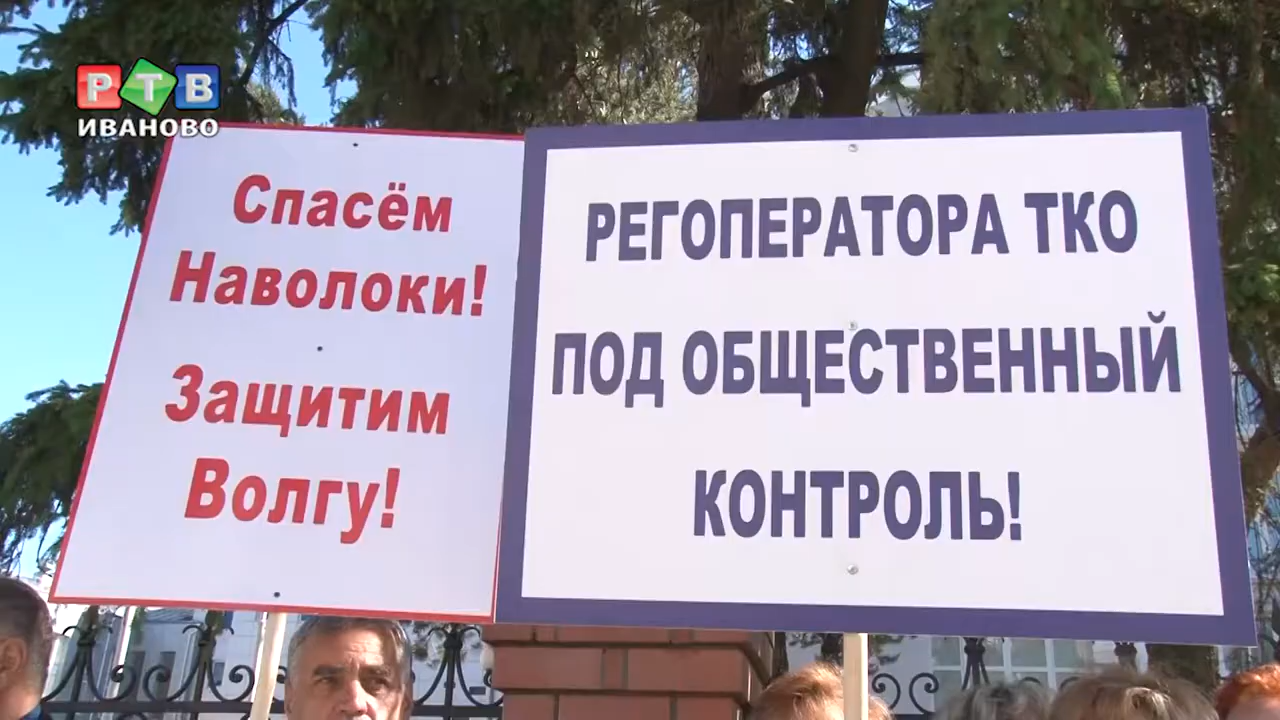 РТВ
ИВАНОВО
Спасём
Наволоки!
Защитим
Волгу!
РЕГОПЕРАТОРА ТКО
ПОД ОБЩЕСТВЕННЫЙ
КОНТРОЛЬ!